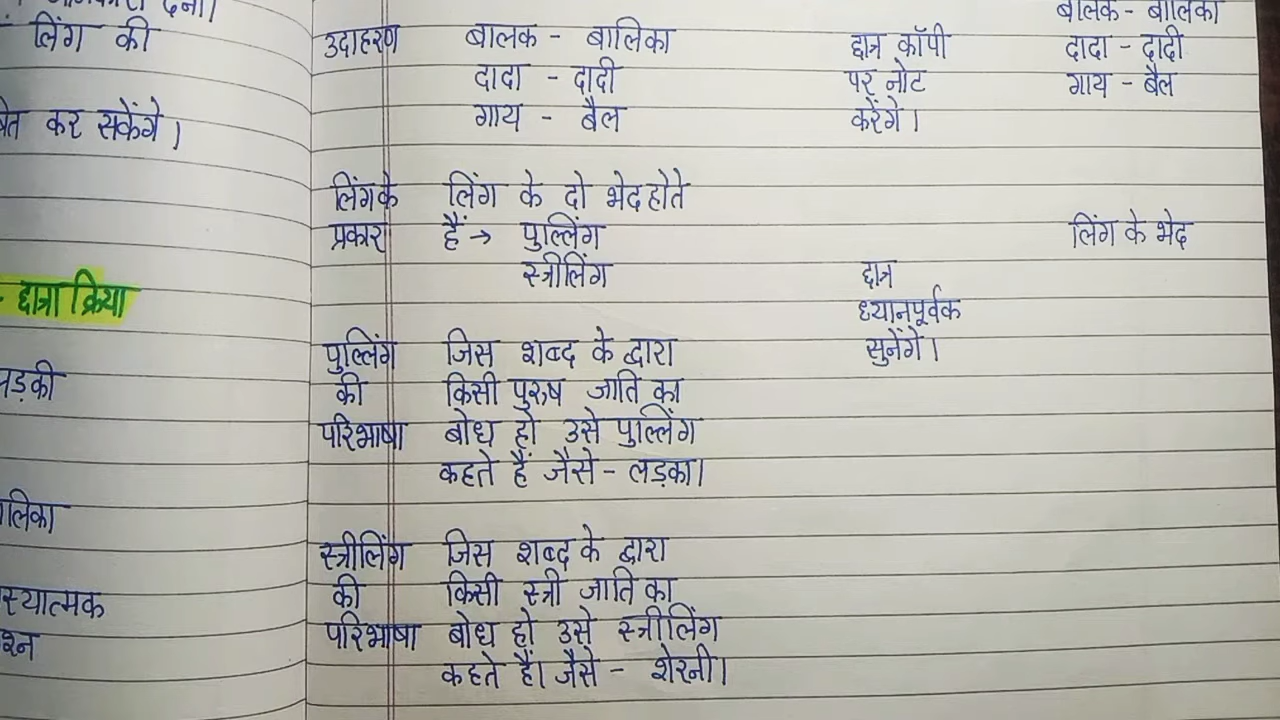 देना।
लिंग की
कर सकेंगे।
- छात्रा क्रिया
उदाहरण बालक - बालिका छात्र कॉपी बालक - बालिका
दादा - दादी पर नोट दादा - दादी
गाय - बैल करेंगे। गाय - बैल
लिंग के लिंग के दो भेद होते
प्रकार हैं → पुल्लिंग लिंग के भेद
स्त्रीलिंग छात्र
ध्यानपूर्वक
पुल्लिंग जिस शब्द के द्वारा सुनेंगे।
की किसी पुरुष जाति का
परिभाषा बोध हो उसे पुल्लिंग
कहते हैं जैसे - लड़का।
स्त्रीलिंग जिस शब्द के द्वारा
की किसी स्त्री जाति का
परिभाषा बोध हो उसे स्त्रीलिंग
कहते हैं। जैसे - शेरनी।